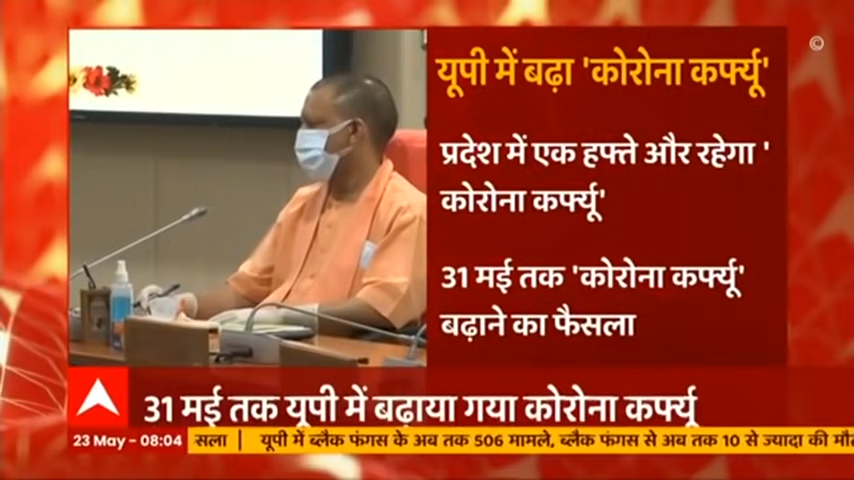 ©
यूपी में बढ़ा 'कोरोना कर्फ्यू'
प्रदेश में एक हफ्ते और रहेगा '
कोरोना कर्फ्यू'
31 मई तक 'कोरोना कर्फ्यू'
बढ़ाने का फैसला
31 मई तक यूपी में बढ़ाया गया कोरोना कर्फ्यू
23 May - 08:04 सला | यूपी में ब्लैक फंगस के अब तक 506 मामले, ब्लैक फंगस से अब तक 10 से ज्यादा की मौत